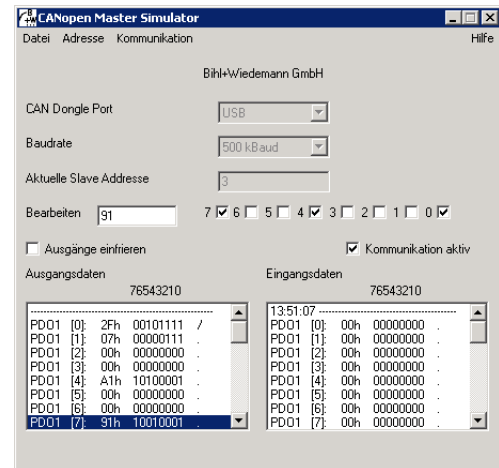 CANopen Master Simulator
Datei Adresse Kommunikation Hilfe
Bihl+Wiedemann GmbH
CAN Dongle Port USB
Baudrate 500 kBaud
Aktuelle Slave Addresse 3
Bearbeiten 91 7 6 5 4 3 2 1 0
Ausgänge einfrieren Kommunikation aktiv
Ausgangsdaten Eingangsdaten
76543210 76543210
---------------------------------------- 13:51:07 ------------------------------
PDO1 [0]: 2Fh 00101111 / PDO1 [0]: 00h 00000000 .
PDO1 [1]: 07h 00000111 . PDO1 [1]: 00h 00000000 .
PDO1 [2]: 00h 00000000 . PDO1 [2]: 00h 00000000 .
PDO1 [3]: 00h 00000000 . PDO1 [3]: 00h 00000000 .
PDO1 [4]: A1h 10100001 . PDO1 [4]: 00h 00000000 .
PDO1 [5]: 00h 00000000 . PDO1 [5]: 00h 00000000 .
PDO1 [6]: 00h 00000000 . PDO1 [6]: 00h 00000000 .
PDO1 [7]: 91h 10010001 . PDO1 [7]: 00h 00000000 .